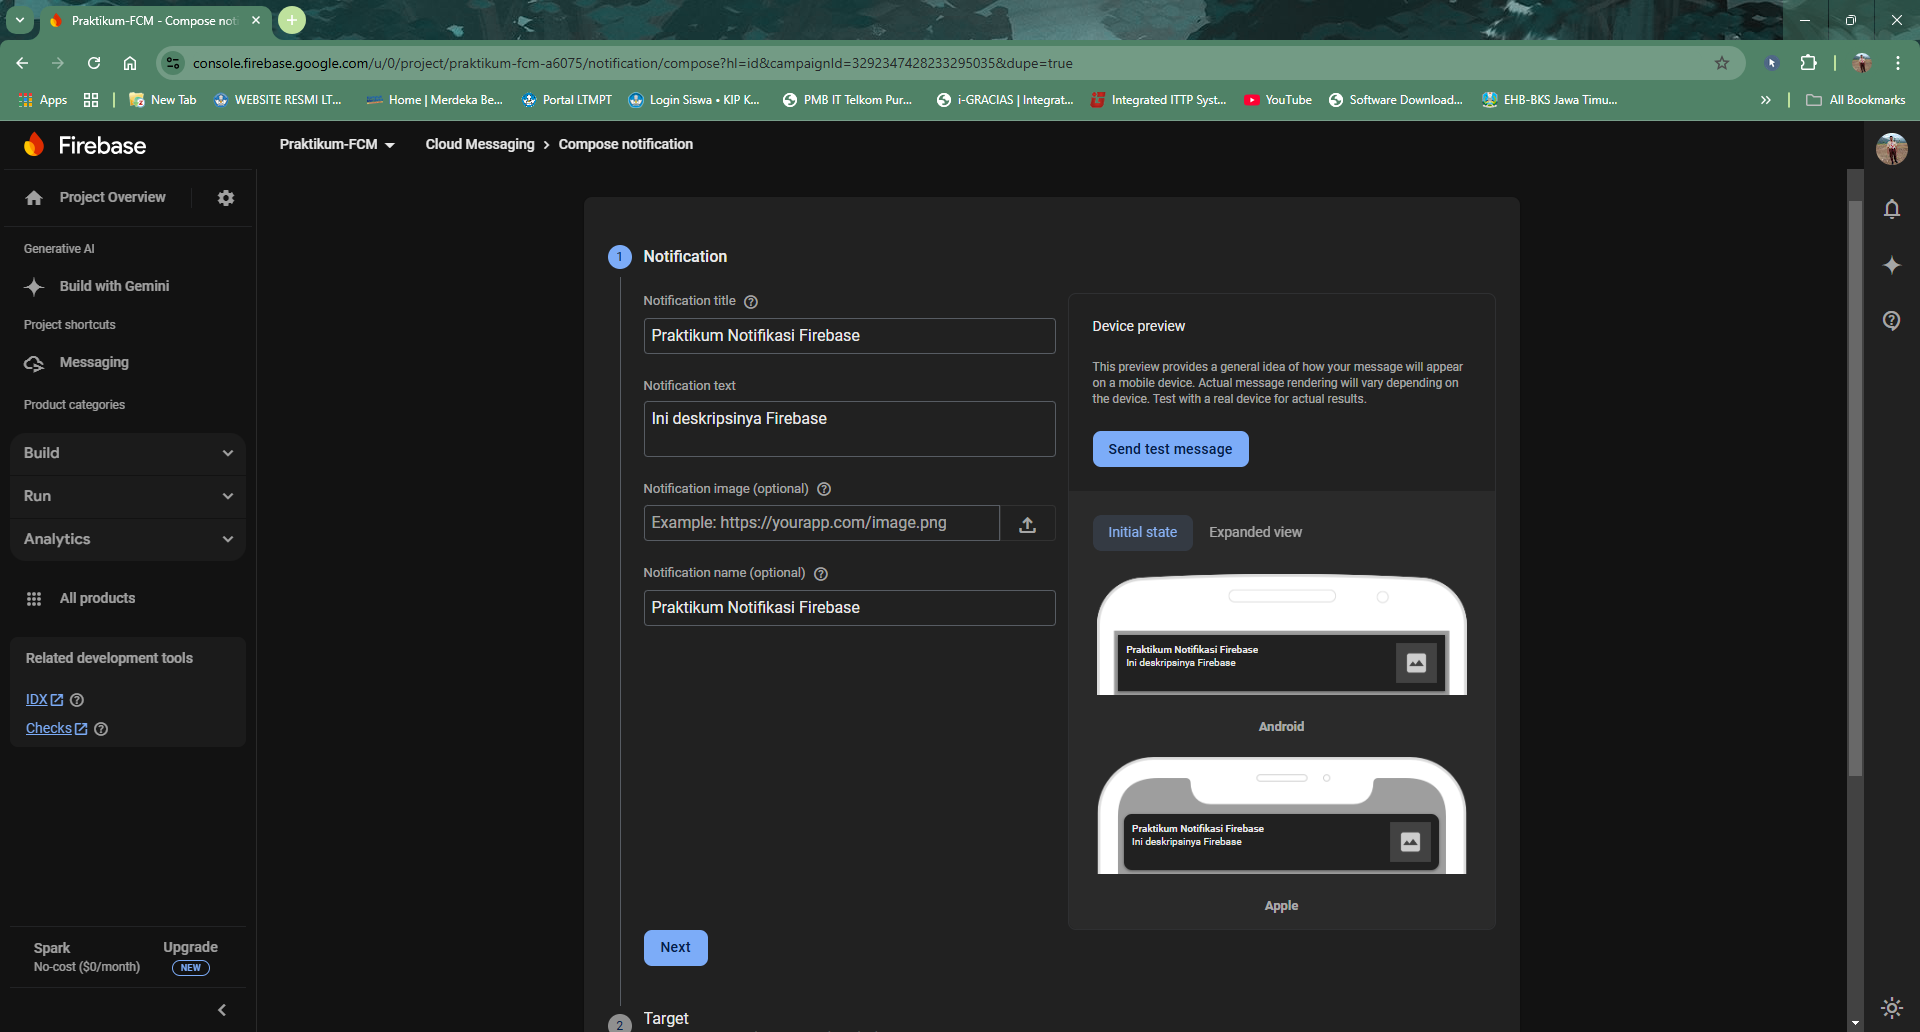 Praktikum-FCM - Compose noti
console.firebase.google.com/u/0/project/praktikum-fcm-a6075/notification/compose?hl=id&campaignId=3292347428233295035&dupe=true
Apps
New Tab
WEBSITE RESMI LT...
Home | Merdeka Be...
Portal LTMPT
Login Siswa • KIP K...
PMB IT Telkom Pur...
i-GRACIAS | Integrat...
Integrated ITTP Syst...
YouTube
Software Download...
EHB-BKS Jawa Timu...
All Bookmarks
Firebase
Praktikum-FCM
Cloud Messaging
Compose notification
Project Overview
Generative AI
Build with Gemini
Project shortcuts
Messaging
Product categories
Build
Run
Analytics
All products
Related development tools
IDX
Checks
Spark
No-cost ($0/month)
Upgrade
NEW
1
Notification
Notification title
Praktikum Notifikasi Firebase
Notification text
Ini deskripsinya Firebase
Notification image (optional)
Example: https://yourapp.com/image.png
Notification name (optional)
Praktikum Notifikasi Firebase
Next
2
Target
Device preview
This preview provides a general idea of how your message will appear
on a mobile device. Actual message rendering will vary depending on
the device. Test with a real device for actual results.
Send test message
Initial state
Expanded view
Praktikum Notifikasi Firebase
Ini deskripsinya Firebase
Android
Praktikum Notifikasi Firebase
Ini deskripsinya Firebase
Apple